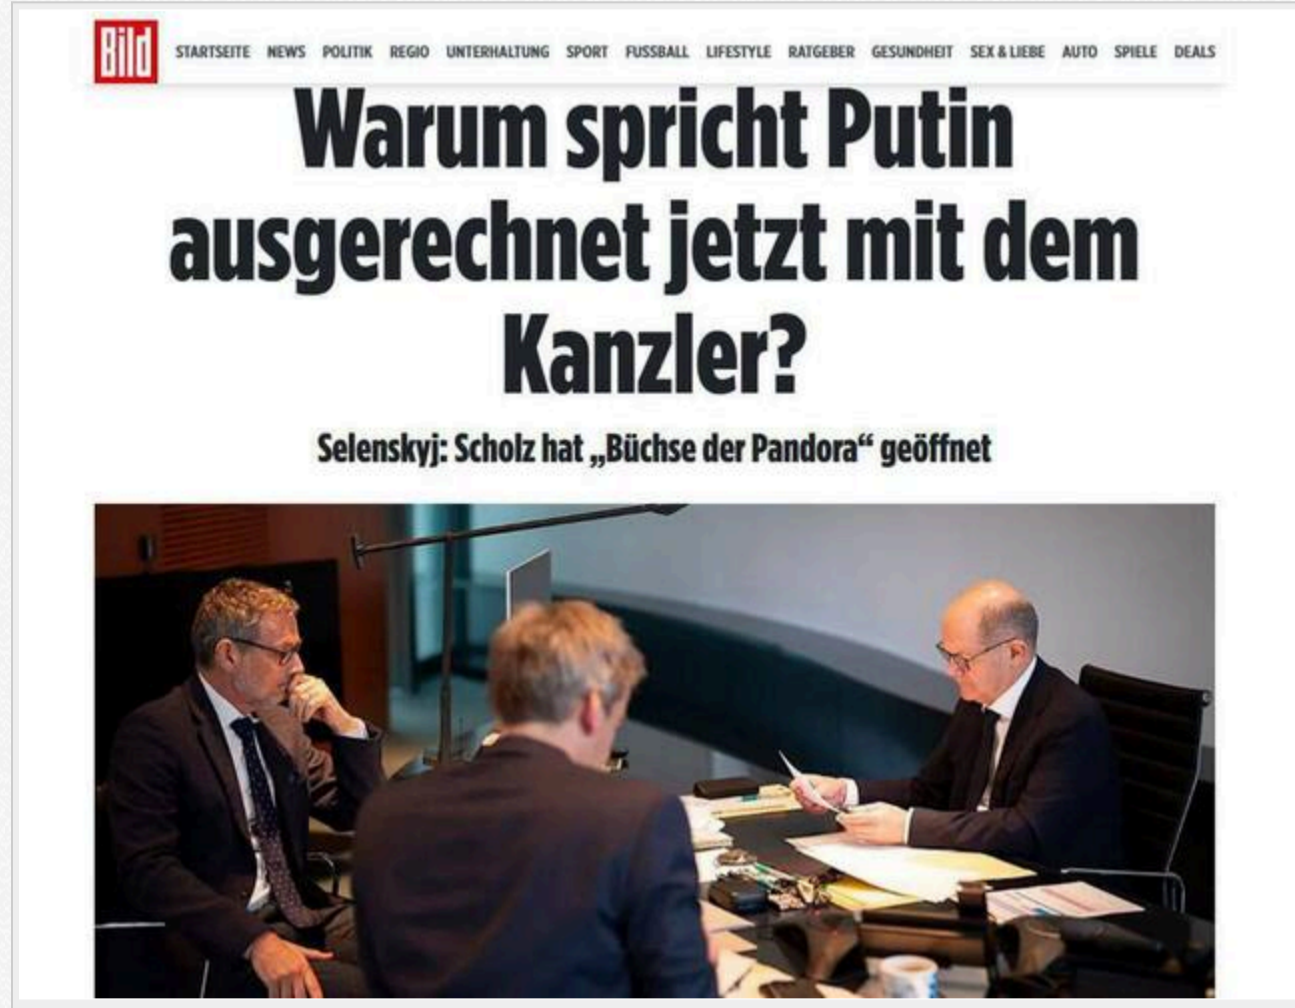 Bild
STARTSEITE NEWS POLITIK REGIO UNTERHALTUNG SPORT FUSSBALL LIFESTYLE RATGEBER GESUNDHEIT SEX & LIEBE AUTO SPIELE DEALS
Warum spricht Putin
ausgerechnet jetzt mit dem
Kanzler?
Selenskyj: Scholz hat „Büchse der Pandora“ geöffnet